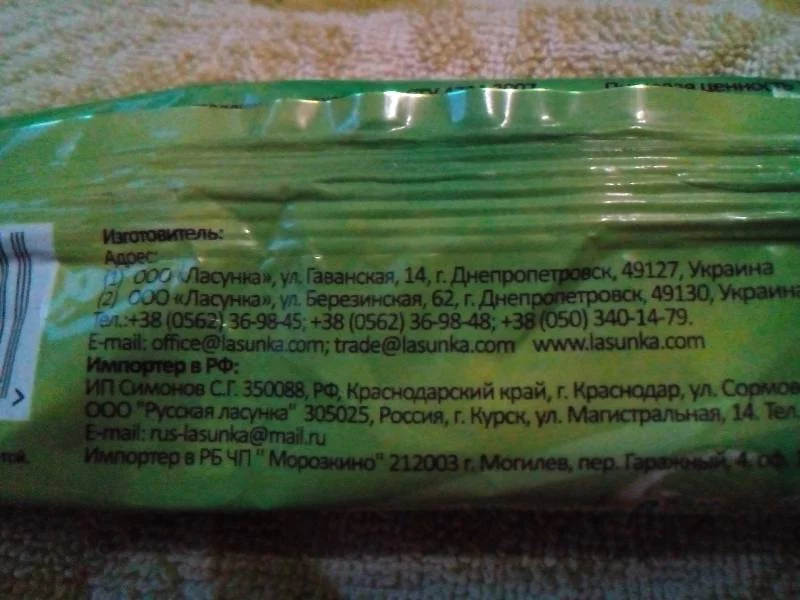 2007 ценность
Изготовитель:
Адрес:
(1) ООО «Ласунка», ул. Гаванская, 14, г. Днепропетровск, 49127, Украина
(2) ООО «Ласунка», ул. Березинская, 62, г. Днепропетровск, 49130, Украина
Тел.:+38 (0562) 36-98-45; +38 (0562) 36-98-48; +38 (050) 340-14-79.
E-mail: office@lasunka.com; trade@lasunka.com www.lasunka.com
Импортер в РФ:
ИП Симонов С.Г. 350088, РФ, Краснодарский край, г. Краснодар, ул. Сормов
ООО "Русская ласунка" 305025, Россия, г. Курск, ул. Магистральная, 14. Тел.
E-mail: rus-lasunka@mail.ru
Импортер в РБ ЧП " Морозкино" 212003 г. Могилев, пер. Гаражный, 4. оф.